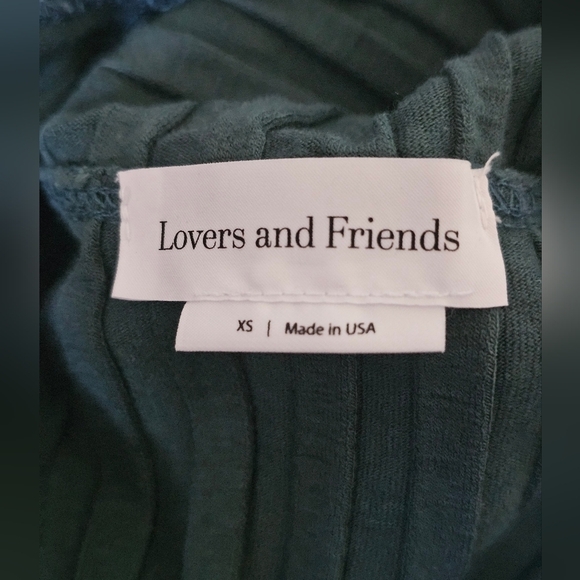 Lovers and Friends
XS | Made in USA